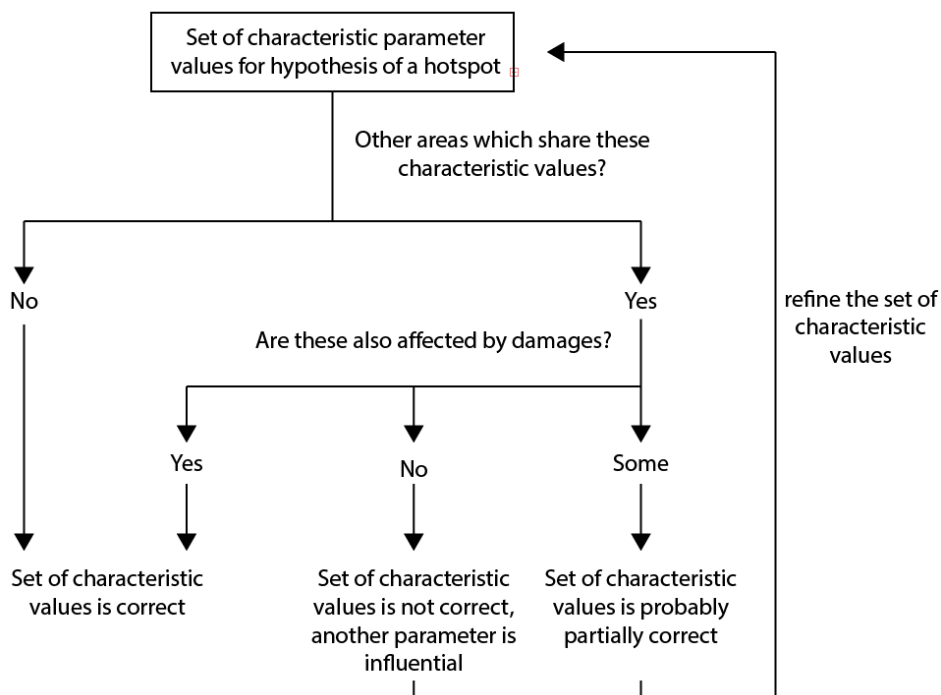 Set of characteristic parameter
values for hypothesis of a hotspot
Other areas which share these
characteristic values?
No
Yes
refine the set of
characteristic
values
Are these also affected by damages?
Yes
No
Some
Set of characteristic
values is correct
Set of characteristic
values is not correct,
another parameter is
influential
Set of characteristic
values is probably
partially correct